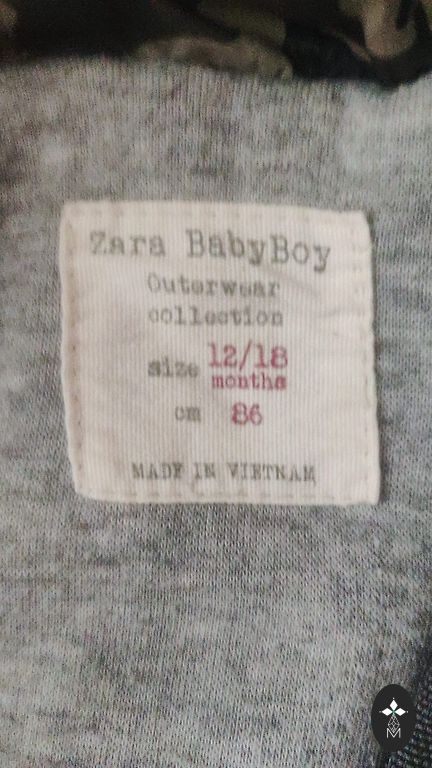 Zara BabyBoy
Outerwear
collection
size 12/18
months
cm 86
MADE IN VIETNAM
M